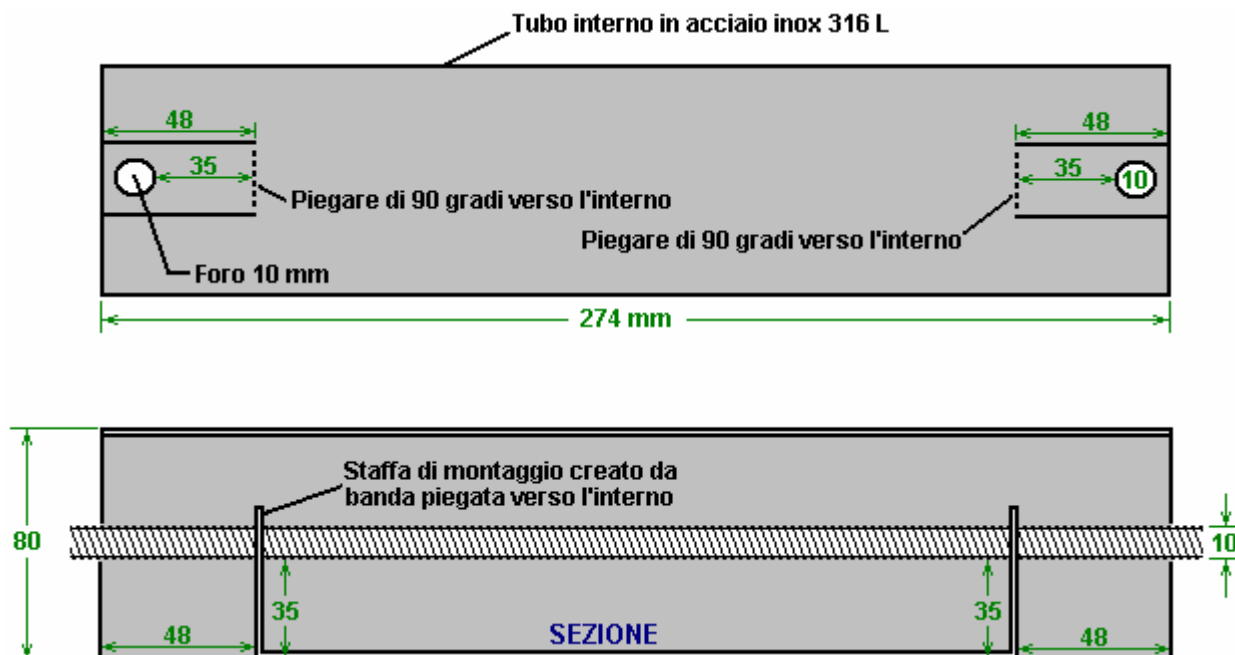 Tubo interno in acciaio inox 316 L
48
48
35
35
10
Piegare di 90 gradi verso l'interno
Piegare di 90 gradi verso l'interno
Foro 10 mm
274 mm
Staffa di montaggio creato da
banda piegata verso l'interno
80
10
35
35
48
SEZIONE
48